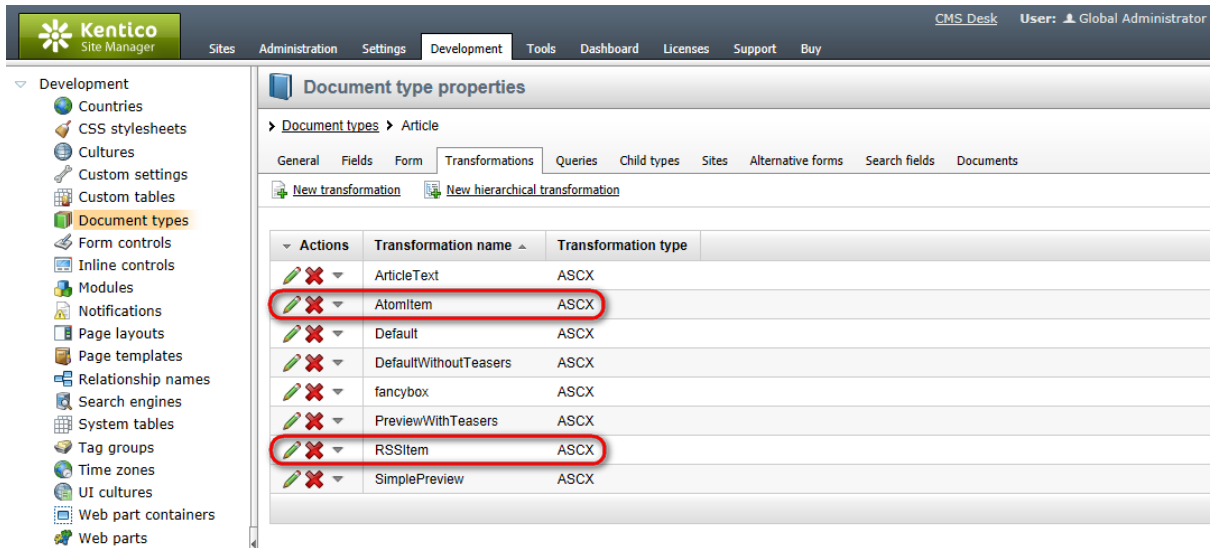 CMS Desk User: Global Administrator
Kentico
Site Manager
Sites Administration Settings Development Tools Dashboard Licenses Support Buy
Development
Countries
CSS stylesheets
Cultures
Custom settings
Custom tables
Document types
Form controls
Inline controls
Modules
Notifications
Page layouts
Page templates
Relationship names
Search engines
System tables
Tag groups
Time zones
UI cultures
Web part containers
Web parts
Document type properties
> Document types > Article
General Fields Form Transformations Queries Child types Sites Alternative forms Search fields Documents
New transformation New hierarchical transformation
Actions Transformation name Transformation type
ArticleText ASCX
AtomItem ASCX
Default ASCX
DefaultWithoutTeasers ASCX
fancybox ASCX
PreviewWithTeasers ASCX
RSSItem ASCX
SimplePreview ASCX